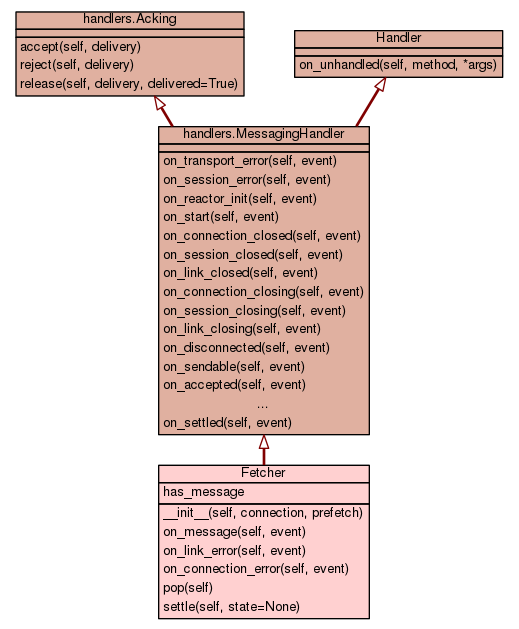 handlers.Acking
accept(self, delivery)
reject(self, delivery)
release(self, delivery, delivered=True)
Handler
on_unhandled(self, method, *args)
handlers.MessagingHandler
on_transport_error(self, event)
on_session_error(self, event)
on_reactor_init(self, event)
on_start(self, event)
on_connection_closed(self, event)
on_session_closed(self, event)
on_link_closed(self, event)
on_connection_closing(self, event)
on_session_closing(self, event)
on_link_closing(self, event)
on_disconnected(self, event)
on_sendable(self, event)
on_accepted(self, event)
...
on_settled(self, event)
Fetcher
has_message
__init__(self, connection, prefetch)
on_message(self, event)
on_link_error(self, event)
on_connection_error(self, event)
pop(self)
settle(self, state=None)